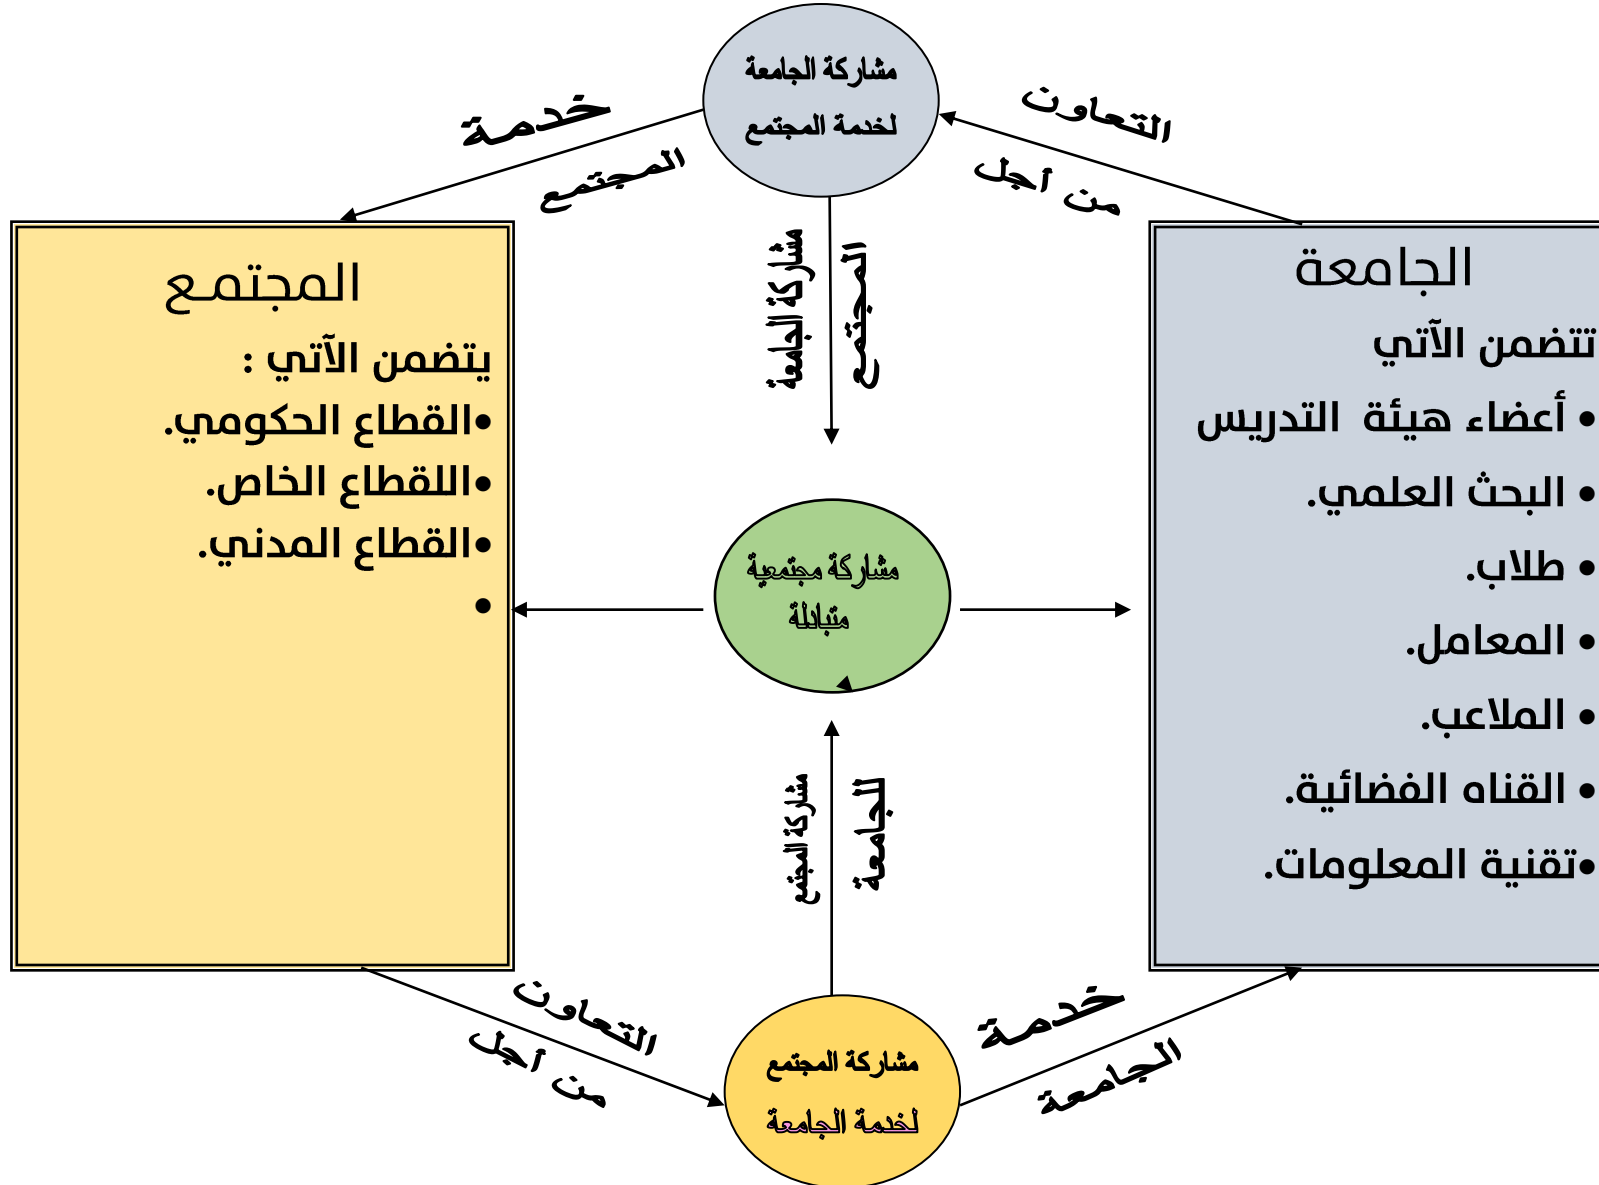 مشاركة الجامعة
لخدمة المجتمع
التعاون
من أجل
خدمة
المجتمع
الجامعة
تتضمن الآتي
• أعضاء هيئة التدريس
• البحث العلمي.
• طلاب.
• المعامل.
• الملاعب.
• القناه الفضائية.
•تقنية المعلومات.
مشاركة الجامعة
المجتمع
المجتمع
يتضمن الآتي :
•القطاع الحكومي.
•اللقطاع الخاص.
•القطاع المدني.
•
مشاركة مجتمعية
متبادلة
مشاركة المجتمع
للجامعة
التعاون
من أجل
خدمة
الجامعة
مشاركة المجتمع
لخدمة الجامعة